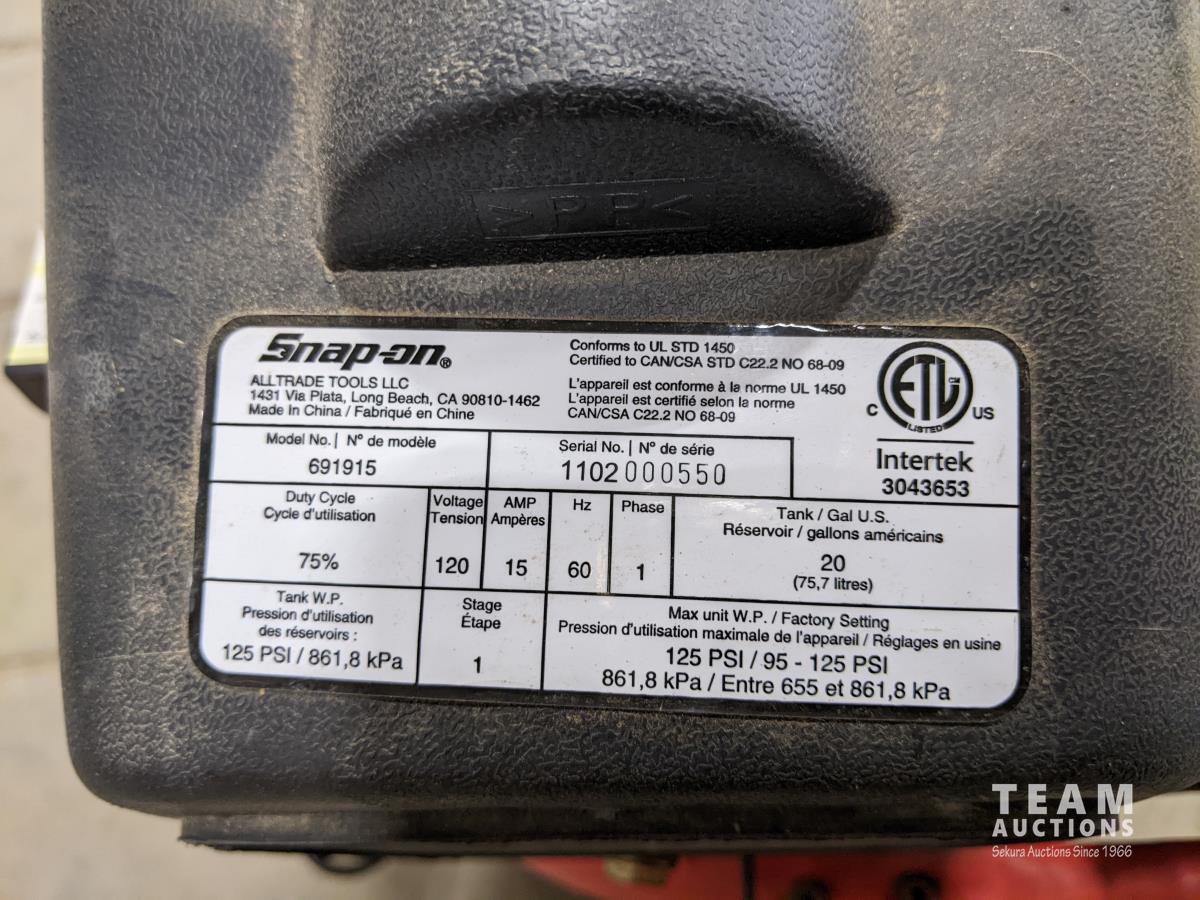 >PP<
Snap-on®
ALLTRADE TOOLS LLC
1431 Via Plata, Long Beach, CA 90810-1462
Made In China / Fabriqué en Chine
Conforms to UL STD 1450
Certified to CAN/CSA STD C22.2 NO 68-09
L'appareil est conforme à la norme UL 1450
L'appareil est certifié selon la norme
CAN/CSA C22.2 NO 68-09
ETL CM
LISTED
C US
Intertek
3043653
Model No. | N° de modèle
691915
Serial No. | N° de série
1102 000550
Duty Cycle
Cycle d'utilisation
75%
Voltage
Tension
120
AMP
Ampères
15
Hz
60
Phase
1
Tank / Gal U.S.
Réservoir / gallons américains
20
(75,7 litres)
Tank W.P.
Pression d'utilisation
des réservoirs :
125 PSI / 861,8 kPa
Stage
Étape
1
Max unit W.P. / Factory Setting
Pression d'utilisation maximale de l'appareil / Réglages en usine
125 PSI / 95 - 125 PSI
861,8 kPa / Entre 655 et 861,8 kPa
TEAM
AUCTIONS
Sekura Auctions Since 1966